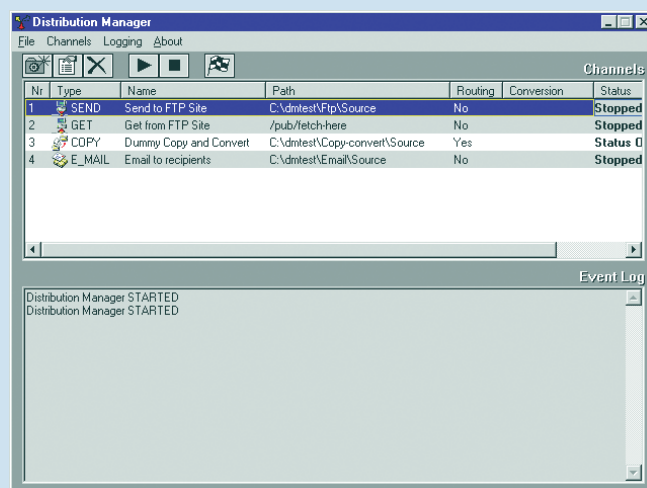 Distribution Manager
File Channels Logging About
Channels
Nr Type Name Path Routing Conversion Status
1 SEND Send to FTP Site C:\dmtest\Ftp\Source No Stopped
2 GET Get from FTP Site /pub/fetch-here No Stopped
3 COPY Dummy Copy and Convert C:\dmtest\Copy-convert\Source Yes Status
4 E_MAIL Email to recipients C:\dmtest\Email\Source No Stopped
Event Log
Distribution Manager STARTED
Distribution Manager STARTED